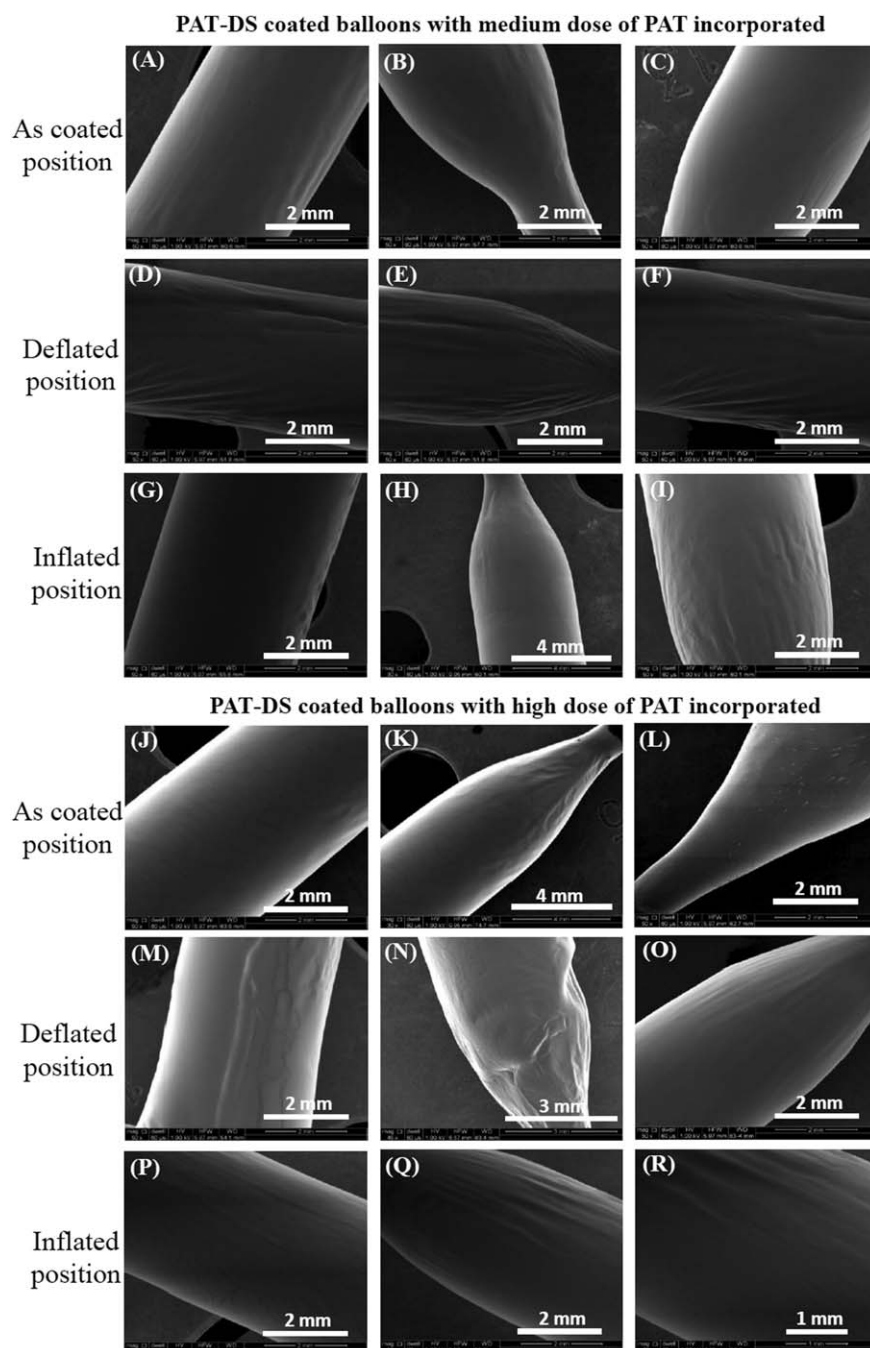 PAT-DS coated balloons with medium dose of PAT incorporated
(A) (B) (C)
As coated
position
2 mm 2 mm 2 mm
(D) (E) (F)
Deflated
position
2 mm 2 mm 2 mm
(G) (H) (I)
Inflated
position
2 mm 4 mm 2 mm
PAT-DS coated balloons with high dose of PAT incorporated
(J) (K) (L)
As coated
position
2 mm 4 mm 2 mm
(M) (N) (O)
Deflated
position
2 mm 3 mm 2 mm
(P) (Q) (R)
Inflated
position
2 mm 2 mm 1 mm